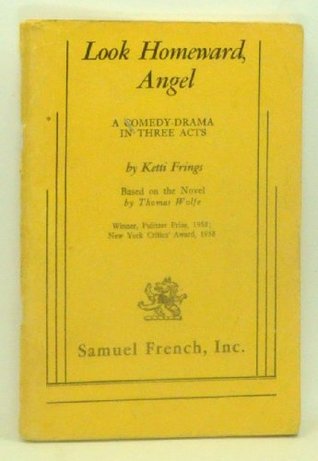 Look Homeward,
Angel
A COMEDY-DRAMA
IN THREE ACTS
by Ketti Frings
Based on the Novel
by Thomas Wolfe
Winner, Pulitzer Prize, 1958;
New York Critics' Award, 1958
Samuel French, Inc.